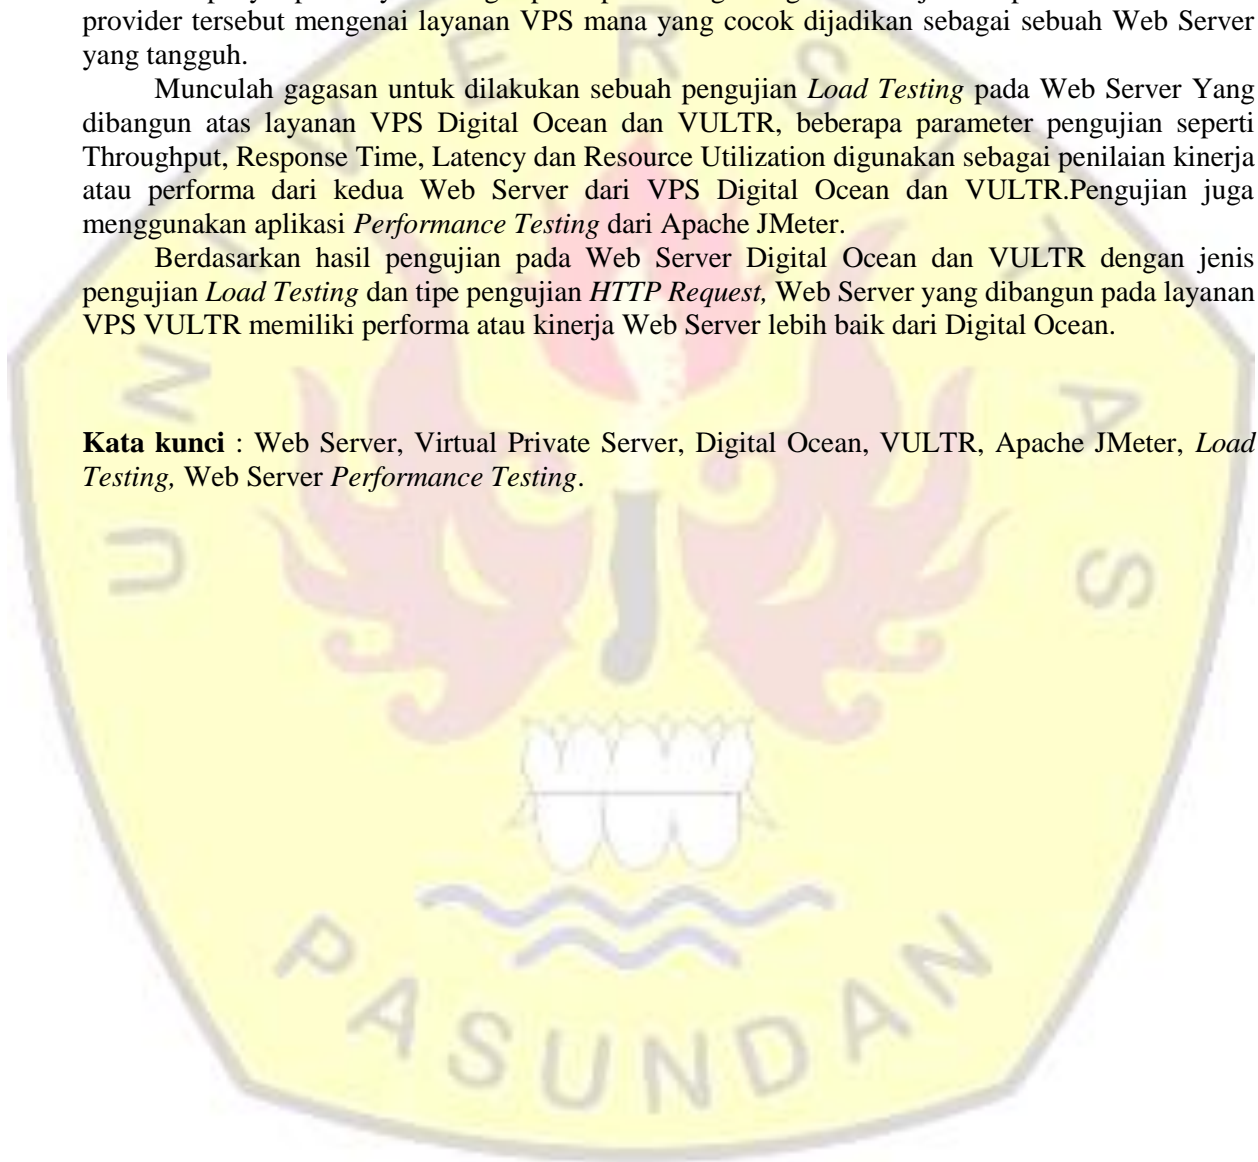 provider tersebut mengenai layanan VPS mana yang cocok dijadikan sebagai sebuah Web Server
yang tangguh.
Munculah gagasan untuk dilakukan sebuah pengujian Load Testing pada Web Server Yang
dibangun atas layanan VPS Digital Ocean dan VULTR, beberapa parameter pengujian seperti
Throughput, Response Time, Latency dan Resource Utilization digunakan sebagai penilaian kinerja
atau performa dari kedua Web Server dari VPS Digital Ocean dan VULTR.Pengujian juga
menggunakan aplikasi Performance Testing dari Apache JMeter.
Berdasarkan hasil pengujian pada Web Server Digital Ocean dan VULTR dengan jenis
pengujian Load Testing dan tipe pengujian HTTP Request, Web Server yang dibangun pada layanan
VPS VULTR memiliki performa atau kinerja Web Server lebih baik dari Digital Ocean.
Kata kunci : Web Server, Virtual Private Server, Digital Ocean, VULTR, Apache JMeter, Load
Testing, Web Server Performance Testing.
UNIVERSITAS
PASUNDAN